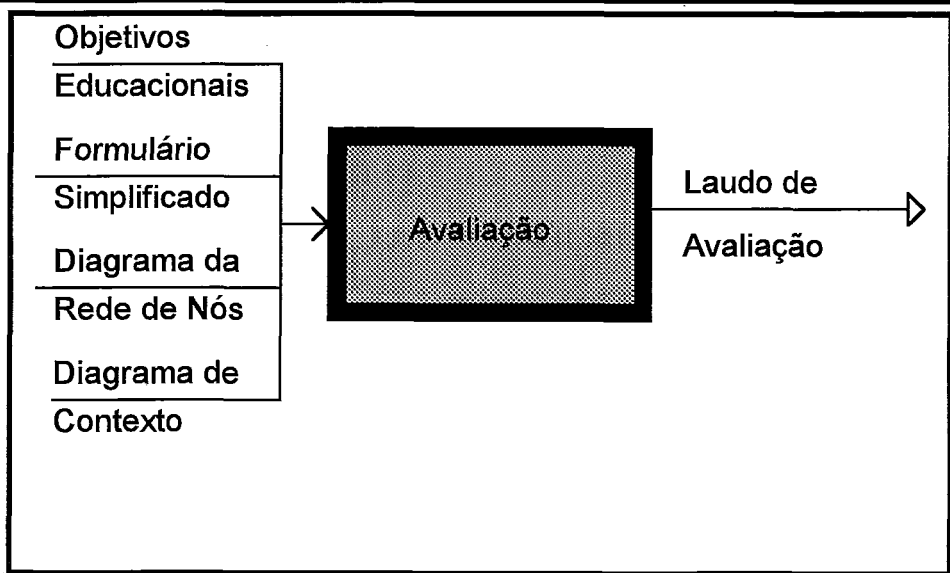 Objetivos
Educacionais
Formulário
Simplificado
Diagrama da
Rede de Nós
Diagrama de
Contexto
Avaliação
Laudo de
Avaliação